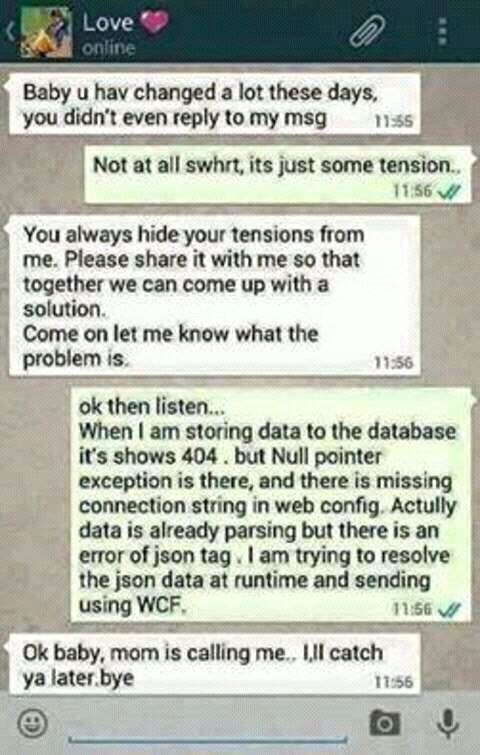 Love
online
Baby u hav changed a lot these days,
you didn't even reply to my msg 11:55
Not at all swhrt, its just some tension..
11:56
You always hide your tensions from
me. Please share it with me so that
together we can come up with a
solution.
Come on let me know what the
problem is. 11:56
ok then listen...
When I am storing data to the database
it's shows 404 . but Null pointer
exception is there, and there is missing
connection string in web config. Actully
data is already parsing but there is an
error of json tag . I am trying to resolve
the json data at runtime and sending
using WCF. 11:56
Ok baby, mom is calling me.. I,ll catch
ya later.bye 11:56